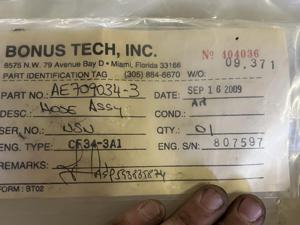 BONUS TECH, INC.
Nº 404036
8575 N.W. 79 Avenue Bay D • Miami, Florida 33166
09,371
PART IDENTIFICATION TAG (305) 884-6670 W/O:
PART NO.: AE709034-3 DATE: SEP 16 2009
DESC.: HOSE ASSY COND.: AR
SER. NO.: NSN QTY.: 01
ENG. TYPE: CF34-3A1 ENG. S/N: 807597
REMARKS:
FORM: BT02